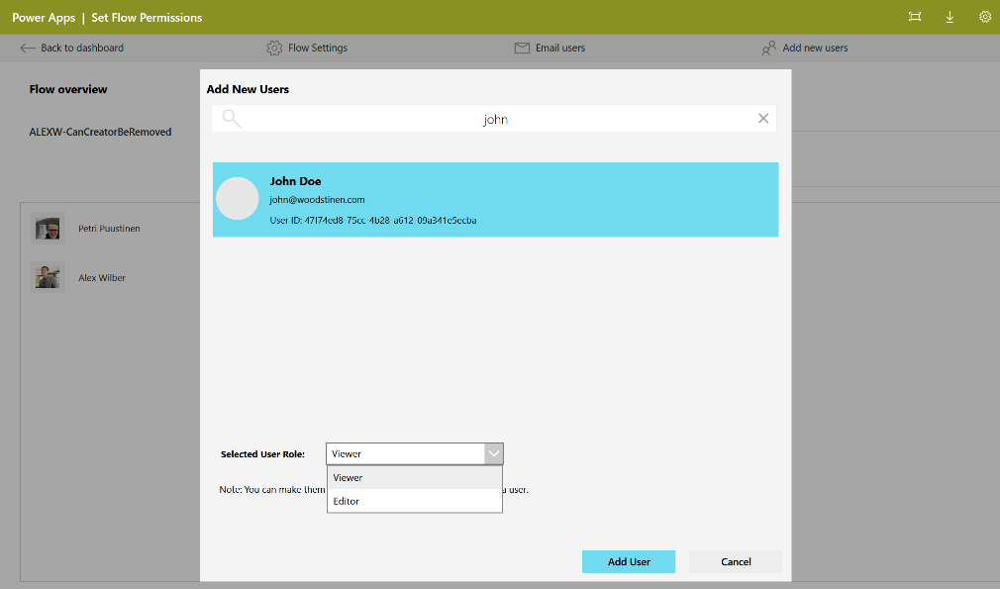 Power Apps | Set Flow Permissions
Back to dashboard
Flow Settings
Email users
Add new users
Flow overview
ALEXW-CanCreatorBeRemoved
Petri Puustinen
Alex Wilber
Add New Users
john
John Doe
john@woodstinen.com
User ID: 47f74ed8-75cc-4b28-a612-09a341e5ecba
Selected User Role:
Viewer
Viewer
Note: You can make them a user.
Editor
Add User
Cancel